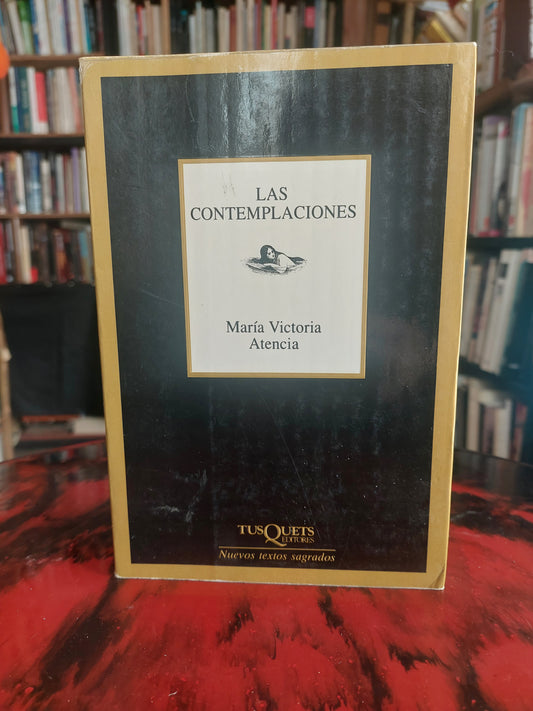 LAS
CONTEMPLACIONES
María Victoria
Atencia
TUSQUETS
EDITORES
Nuevos textos sagrados